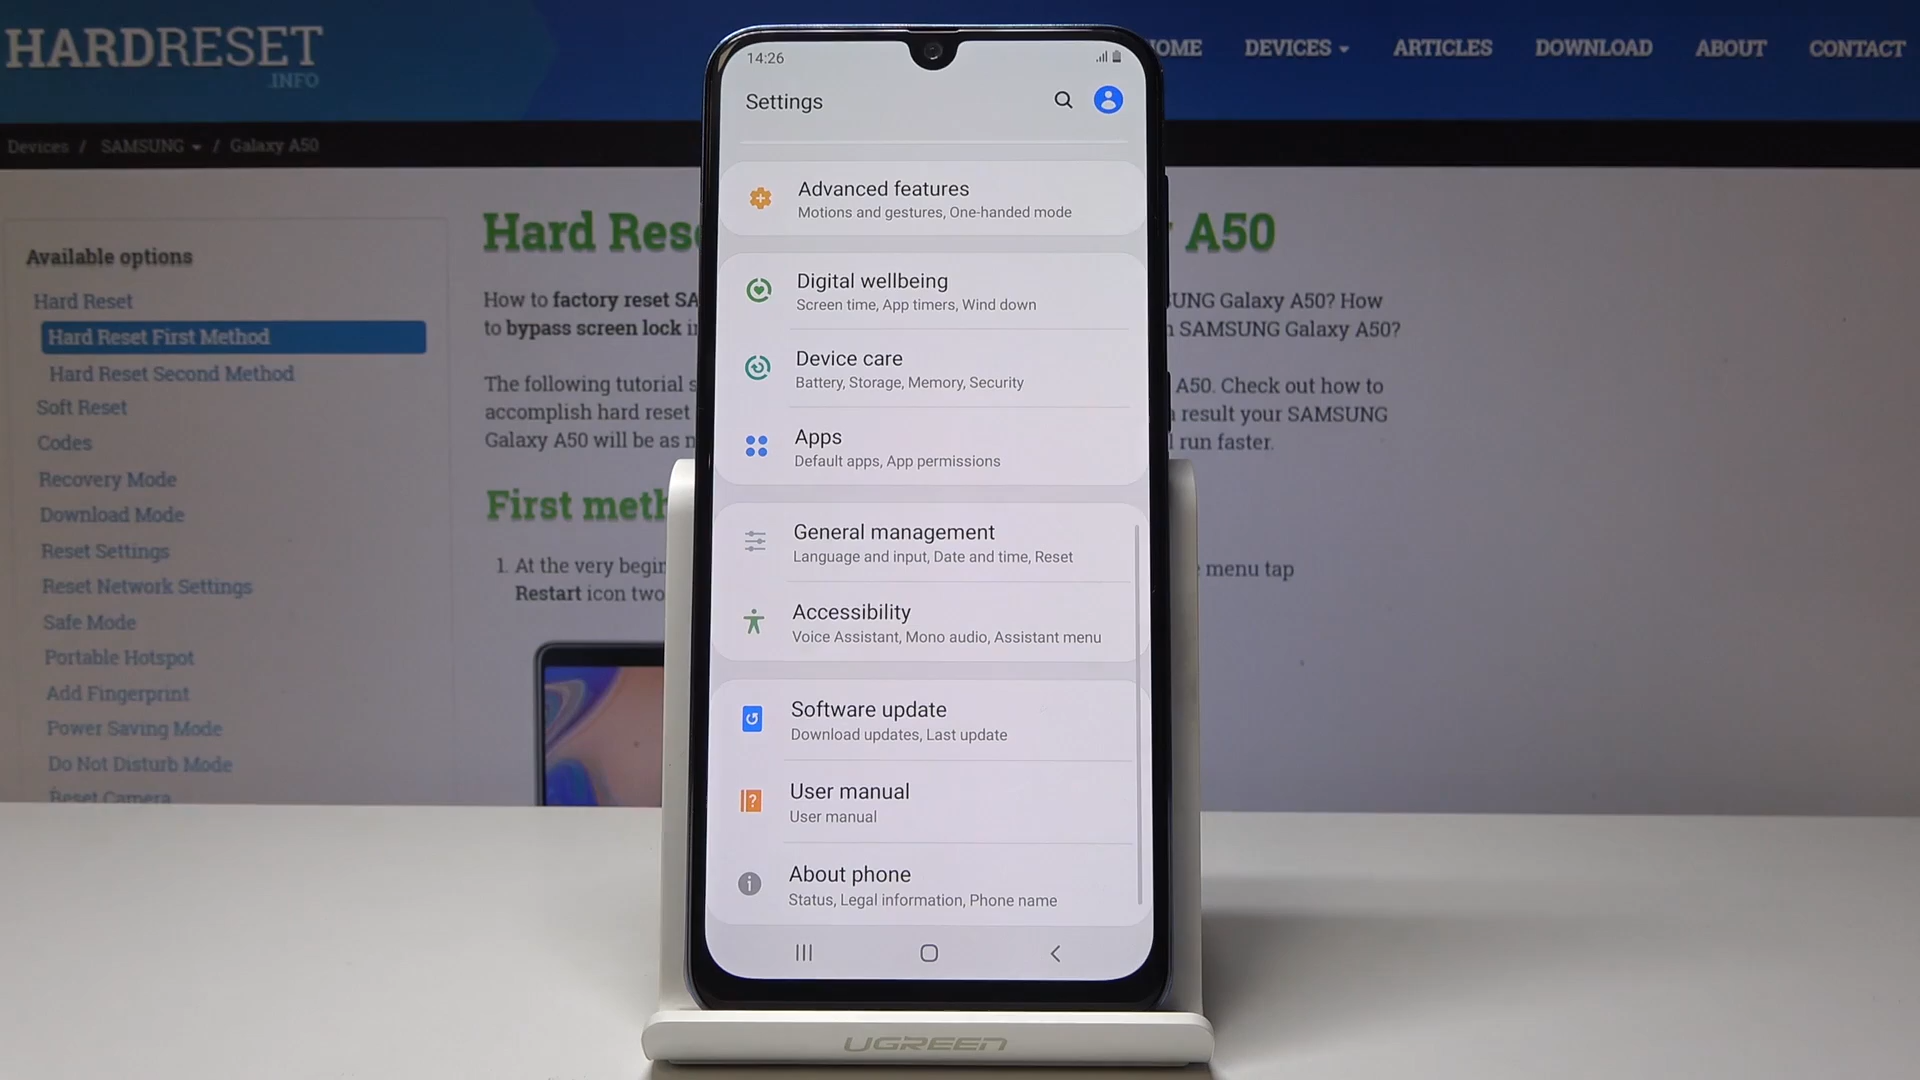 HARDRESET
.INFO
HOME DEVICES ARTICLES DOWNLOAD ABOUT CONTACT
Devices / SAMSUNG / Galaxy A50
Available options
Hard Reset
Hard Reset First Method
Hard Reset Second Method
Soft Reset
Codes
Recovery Mode
Download Mode
Reset Settings
Reset Network Settings
Safe Mode
Portable Hotspot
Add Fingerprint
Power Saving Mode
Do Not Disturb Mode
Reset Camera
Hard Res A50
How to factory reset SA UNG Galaxy A50? How
to bypass screen lock i SAMSUNG Galaxy A50?
The following tutorial s A50. Check out how to
accomplish hard reset result your SAMSUNG
Galaxy A50 will be as run faster.
First meth
1. At the very begin menu tap
Restart icon two
14:26
Settings
Advanced features
Motions and gestures, One-handed mode
Digital wellbeing
Screen time, App timers, Wind down
Device care
Battery, Storage, Memory, Security
Apps
Default apps, App permissions
General management
Language and input, Date and time, Reset
Accessibility
Voice Assistant, Mono audio, Assistant menu
Software update
Download updates, Last update
User manual
User manual
About phone
Status, Legal information, Phone name
UGREEN